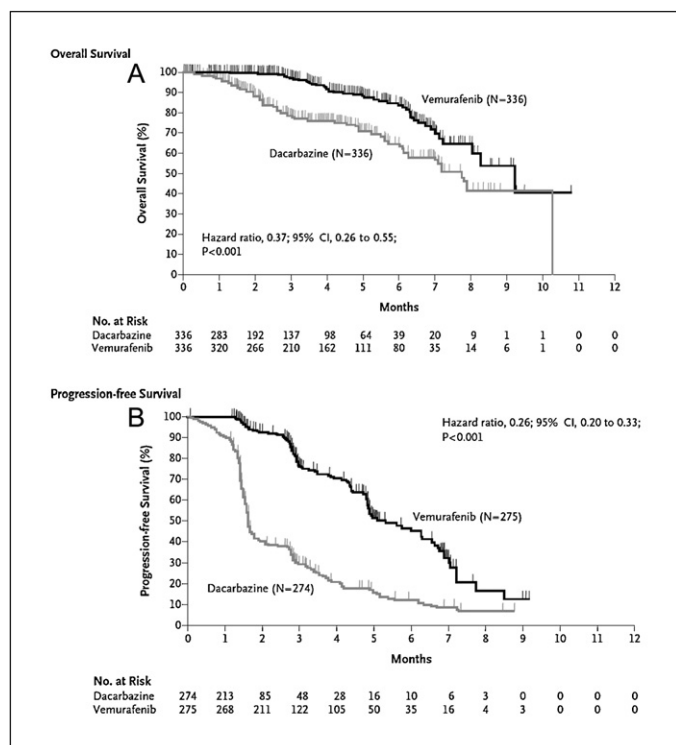 Overall Survival
A
100
90
80
70
60
50
40
30
20
10
0
Overall Survival (%)
Vemurafenib (N=336)
Dacarbazine (N=336)
Hazard ratio, 0.37; 95% CI, 0.26 to 0.55;
P<0.001
0 1 2 3 4 5 6 7 8 9 10 11 12
Months
No. at Risk
Dacarbazine 336 283 192 137 98 64 39 20 9 1 1 0 0
Vemurafenib 336 320 266 210 162 111 80 35 14 6 1 0 0
Progression-free Survival
B
100
90
80
70
60
50
40
30
20
10
0
Progression-free Survival (%)
Hazard ratio, 0.26; 95% CI, 0.20 to 0.33;
P<0.001
Vemurafenib (N=275)
Dacarbazine (N=274)
0 1 2 3 4 5 6 7 8 9 10 11 12
Months
No. at Risk
Dacarbazine 274 213 85 48 28 16 10 6 3 0 0 0 0
Vemurafenib 275 268 211 122 105 50 35 16 4 3 0 0 0